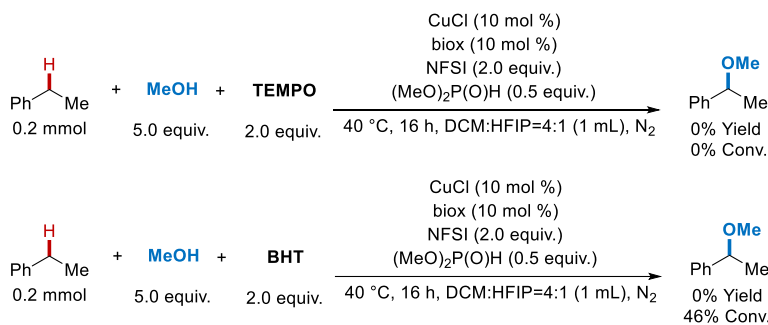 CuCl (10 mol %)
biox (10 mol %)
NFSI (2.0 equiv.)
(MeO)₂P(O)H (0.5 equiv.)
H
Ph Me + MeOH + TEMPO
OMe
Ph Me
0.2 mmol 5.0 equiv. 2.0 equiv.
40 °C, 16 h, DCM:HFIP=4:1 (1 mL), N₂
0% Yield
0% Conv.
CuCl (10 mol %)
biox (10 mol %)
NFSI (2.0 equiv.)
(MeO)₂P(O)H (0.5 equiv.)
H
Ph Me + MeOH + BHT
OMe
Ph Me
0.2 mmol 5.0 equiv. 2.0 equiv.
40 °C, 16 h, DCM:HFIP=4:1 (1 mL), N₂
0% Yield
46% Conv.